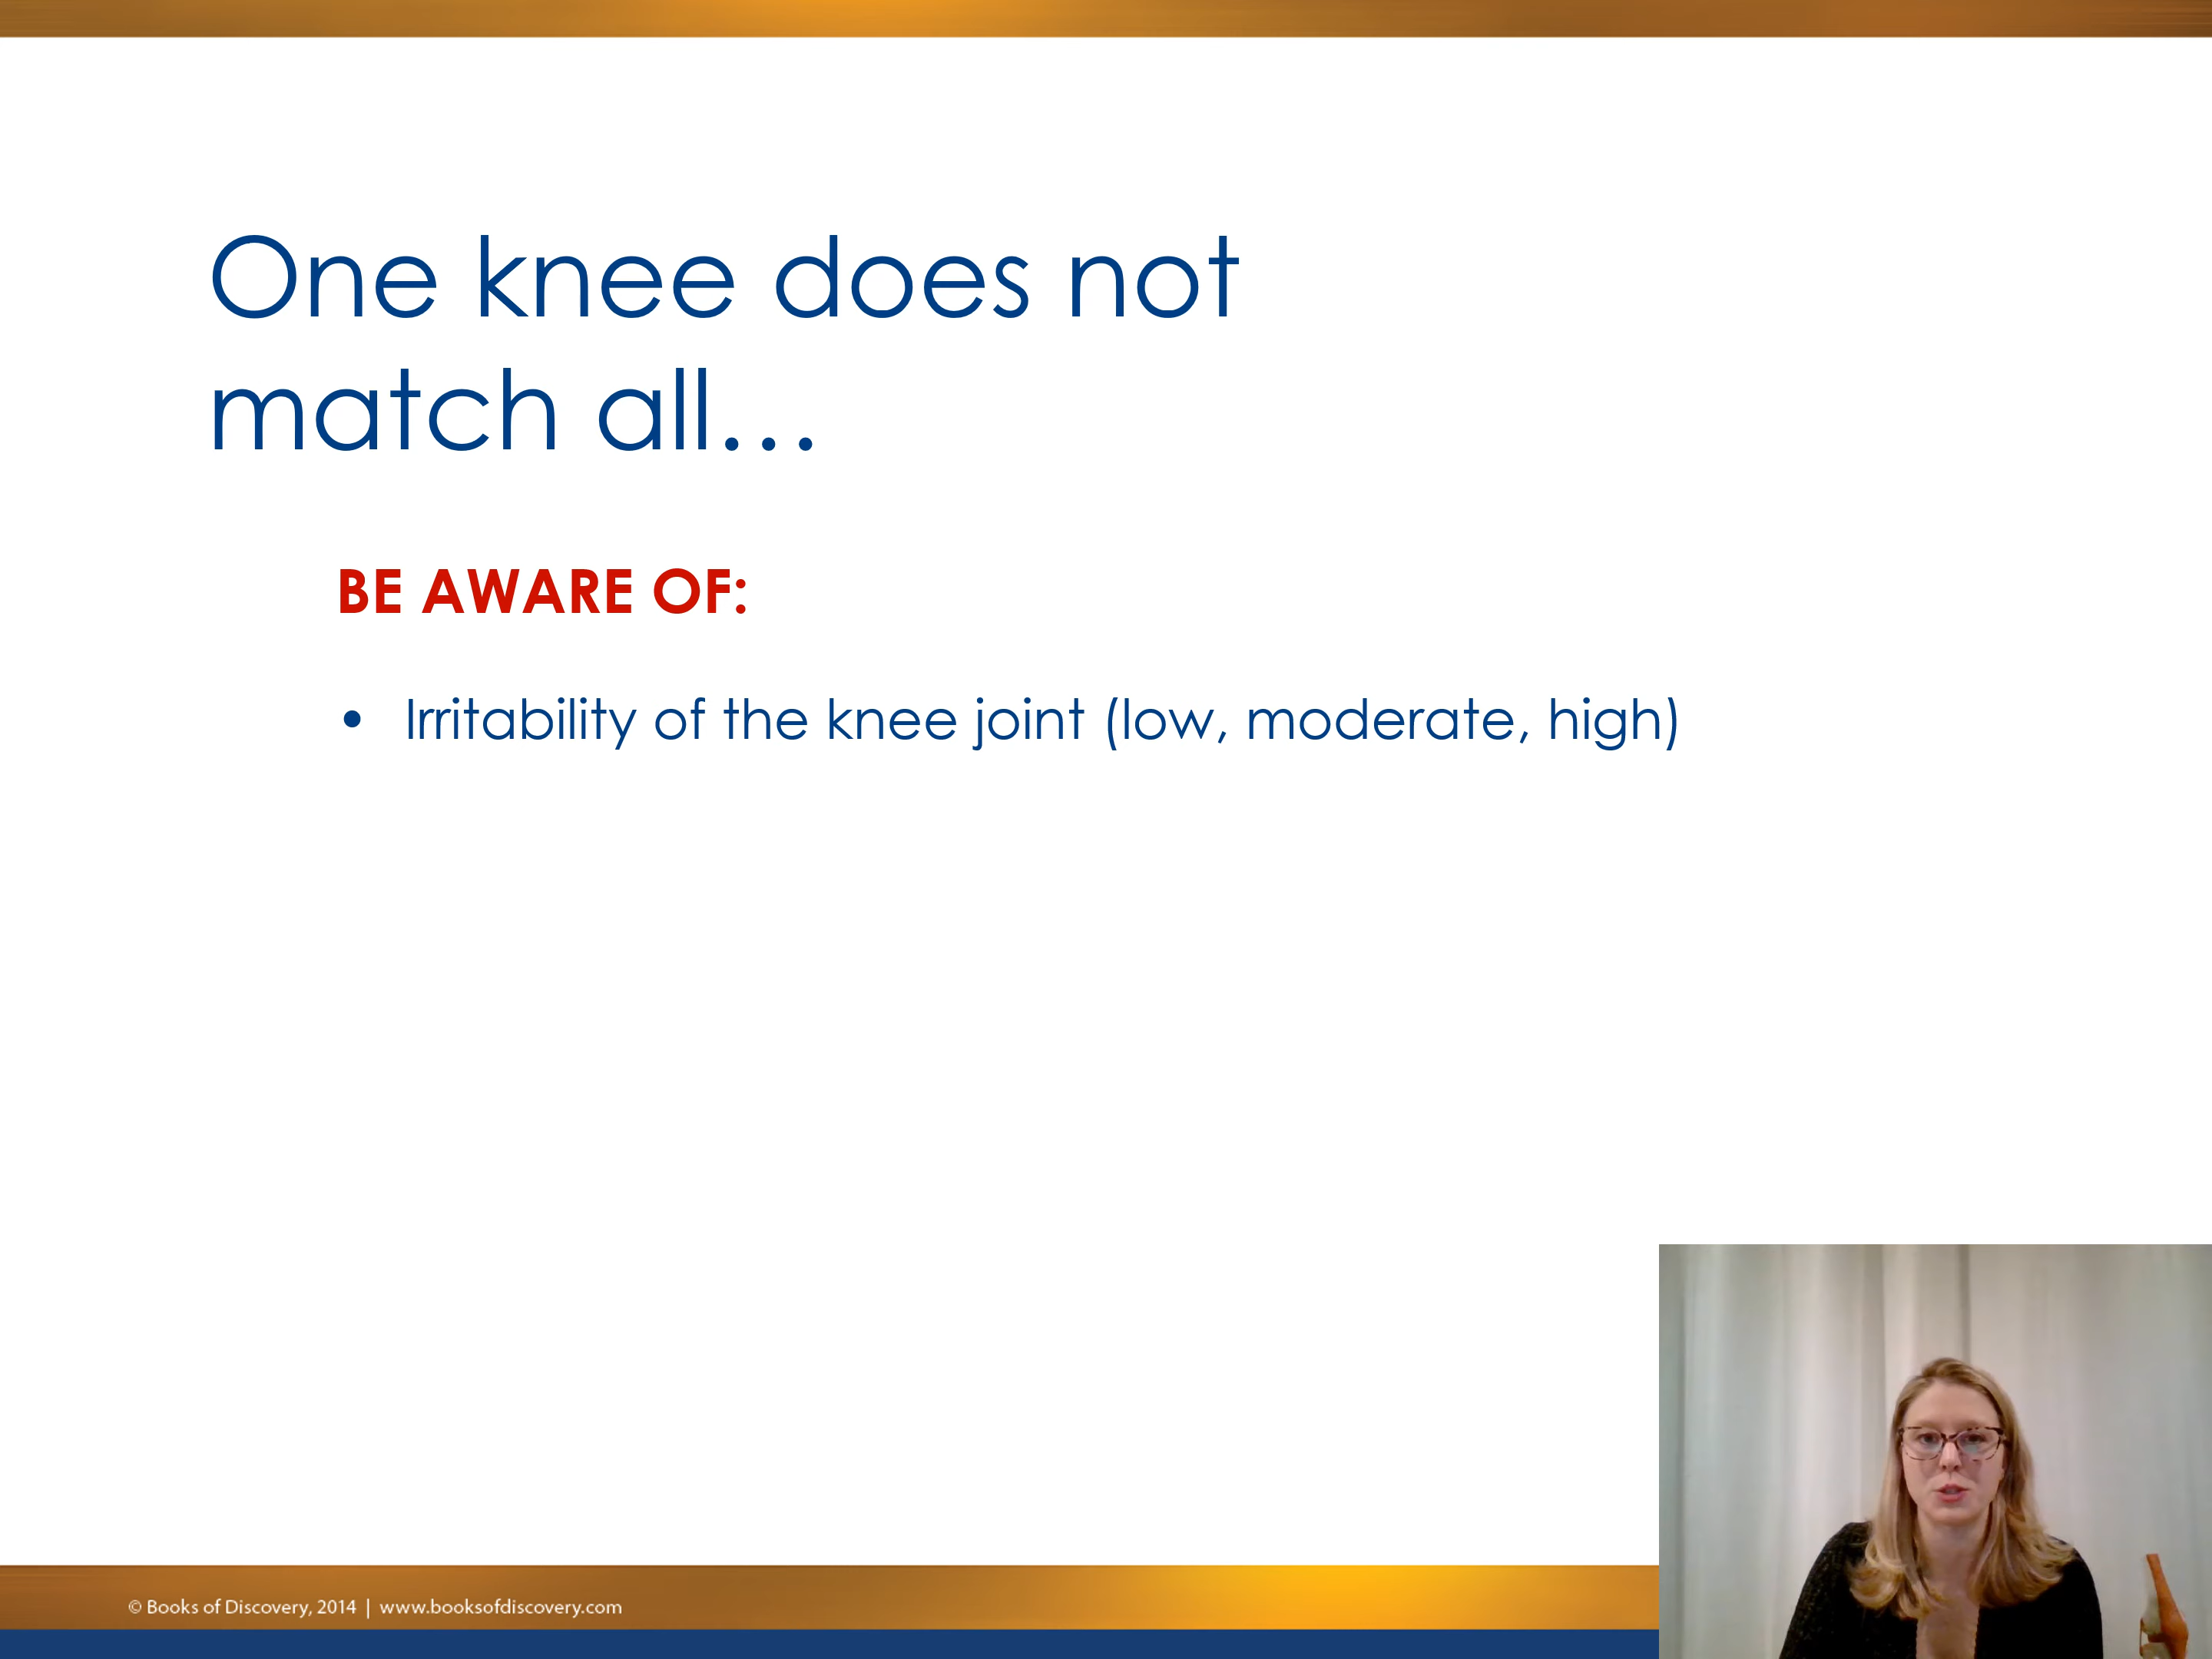 One knee does not
match all...
BE AWARE OF:
• Irritability of the knee joint (low, moderate, high)
© Books of Discovery, 2014 | www.booksofdiscovery.com